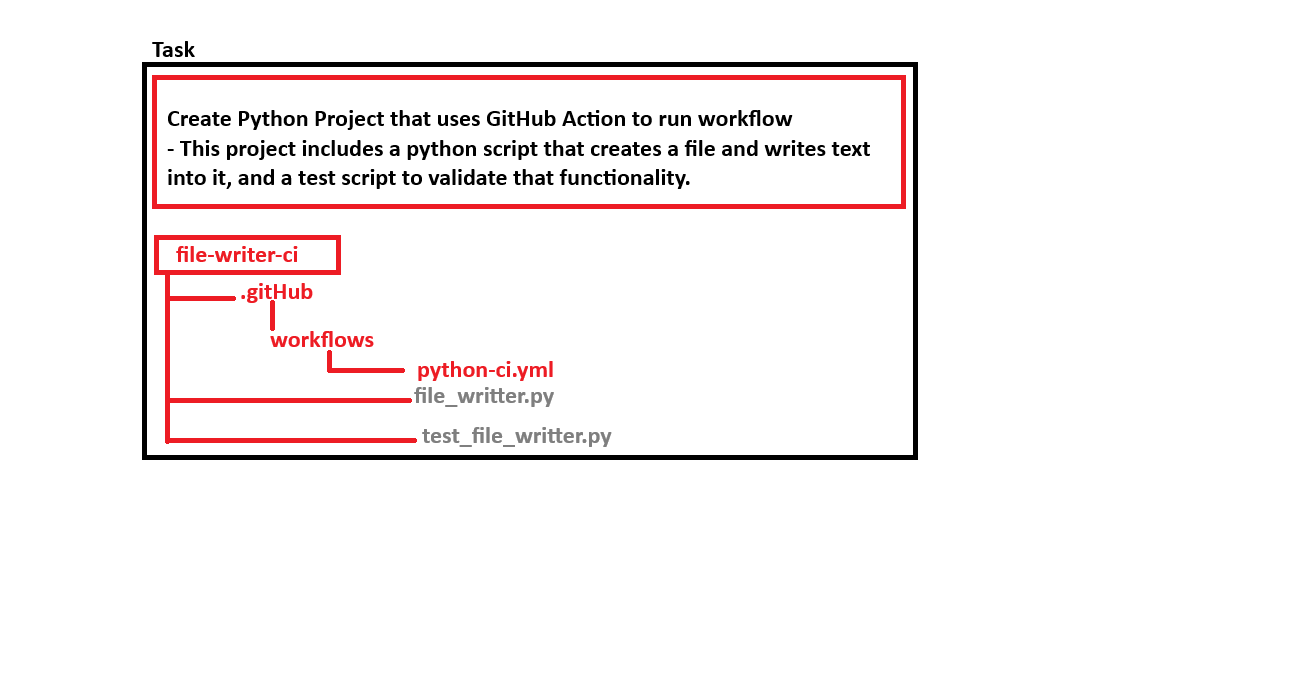 Task
Create Python Project that uses GitHub Action to run workflow
- This project includes a python script that creates a file and writes text
into it, and a test script to validate that functionality.
file-writer-ci
.gitHub
workflows
python-ci.yml
file_writter.py
test_file_writter.py